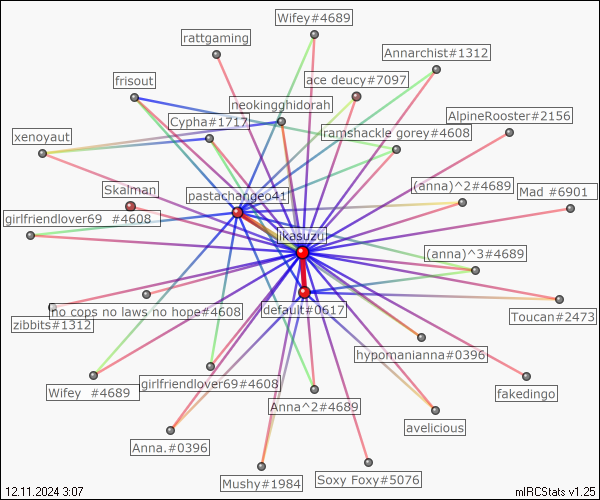 Wifey#4689
rattgaming
Annarchist#1312
frisout
ace deucy#7097
neokingghidorah
AlpineRooster#2156
Cypha#1717
ramshackle gorey#4608
xenoyaut
Skalman
pastachangeo41
(anna)^2#4689
Mad #6901
girlfriendlover69 #4608
ikasuzu
(anna)^3#4689
no cops no laws no hope#4608
default#0617
Toucan#2473
zibbits#1312
hypomanianna#0396
Wifey #4689
girlfriendlover69#4608
fakedingo
Anna^2#4689
avelicious
Anna.#0396
Mushy#1984
Soxy Foxy#5076
12.11.2024 3:07
mIRCStats v1.25